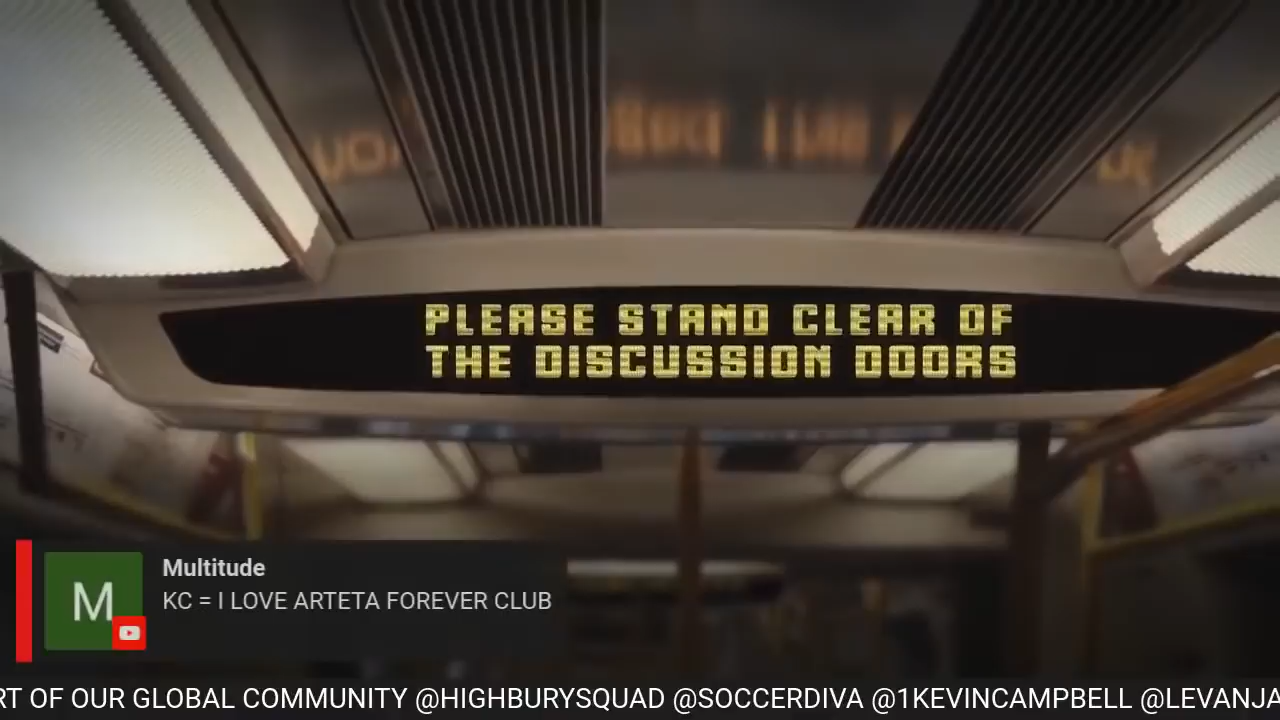 PLEASE STAND CLEAR OF
THE DISCUSSION DOORS
M
Multitude
KC = I LOVE ARTETA FOREVER CLUB
RT OF OUR GLOBAL COMMUNITY @HIGHBURYSQUAD @SOCCERDIVA @1KEVINCAMPBELL @LEVANJA